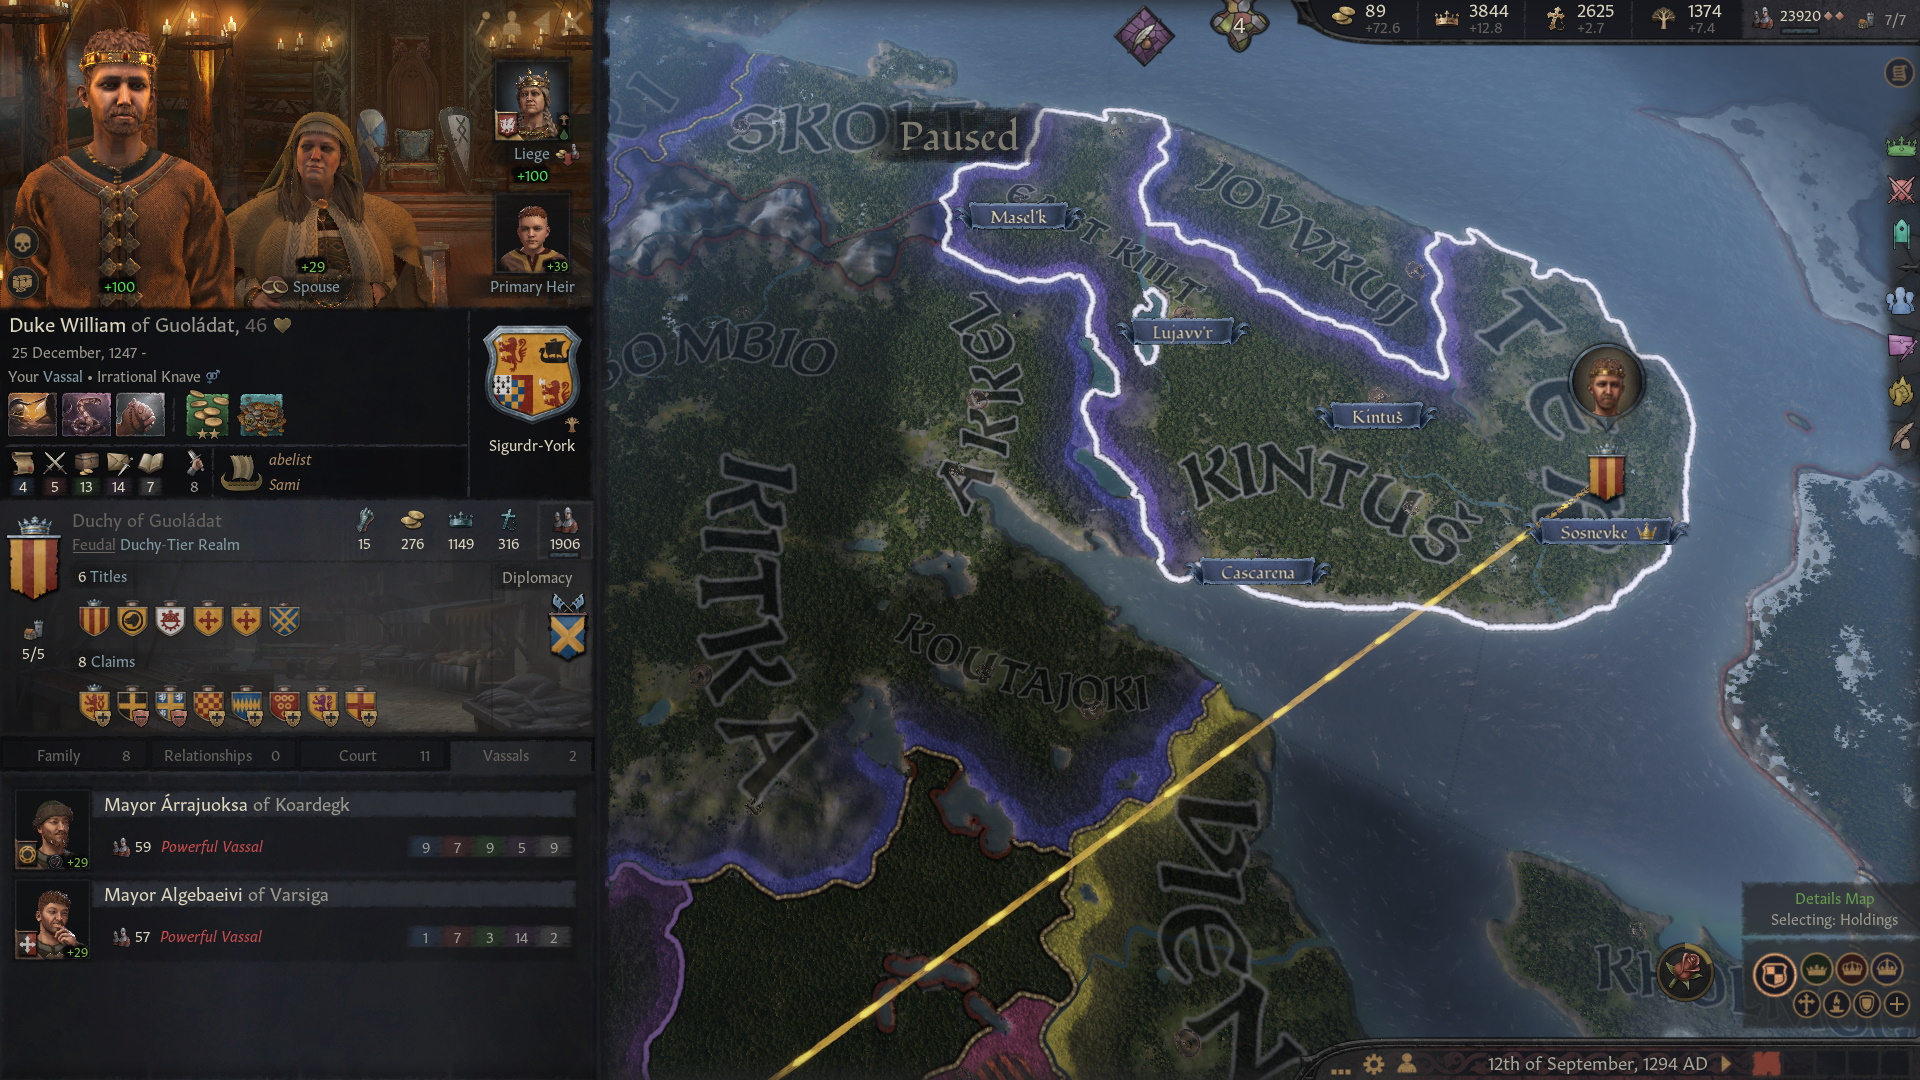 89
+72.6
3844
+12.8
2625
+2.7
1374
+7.4
23920
7/7
4
Paused
Liege
+100
+39
Primary Heir
+29
Spouse
+100
Duke William of Guoládat, 46
25 December, 1247 -
Your Vassal • Irrational Knave
Sigurdr-York
4 5 13 14 7 8
abelist
Sami
Duchy of Guoládat
Feudal Duchy-Tier Realm
15 276 1149 316 1906
6 Titles
Diplomacy
5/5
8 Claims
Family 8 Relationships 0 Court 11 Vassals 2
Mayor Árrajuoksa of Koardegk
59 Powerful Vassal
9 7 9 5 9
+29
Mayor Algebaeivi of Varsiga
57 Powerful Vassal
1 7 3 14 2
+29
SKOLT
JOVVKUJ
Masel'k
Lujavv'r
Kintuš
KINTUŠ
Sosnevke
Cascarena
SOMBIO
AKKEL
KITKA
KOUTAJOKI
VIEN
Details Map
Selecting: Holdings
12th of September, 1294 AD